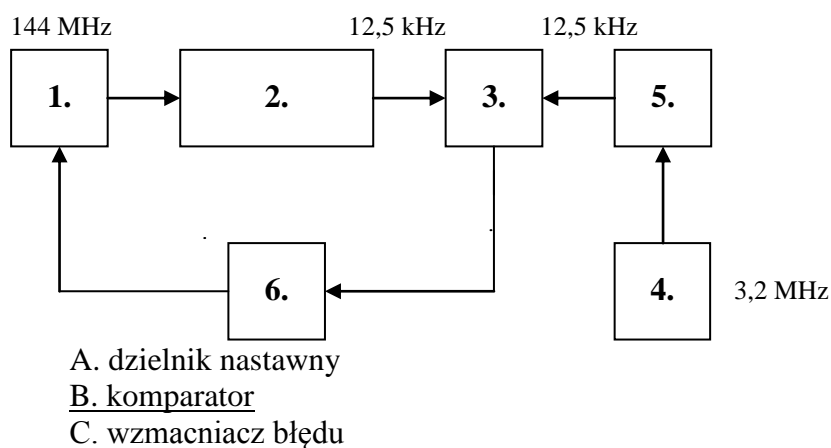 144 MHz 12,5 kHz 12,5 kHz
1. 2. 3. 5.
6. 4. 3,2 MHz
A. dzielnik nastawny
B. komparator
C. wzmacniacz błędu